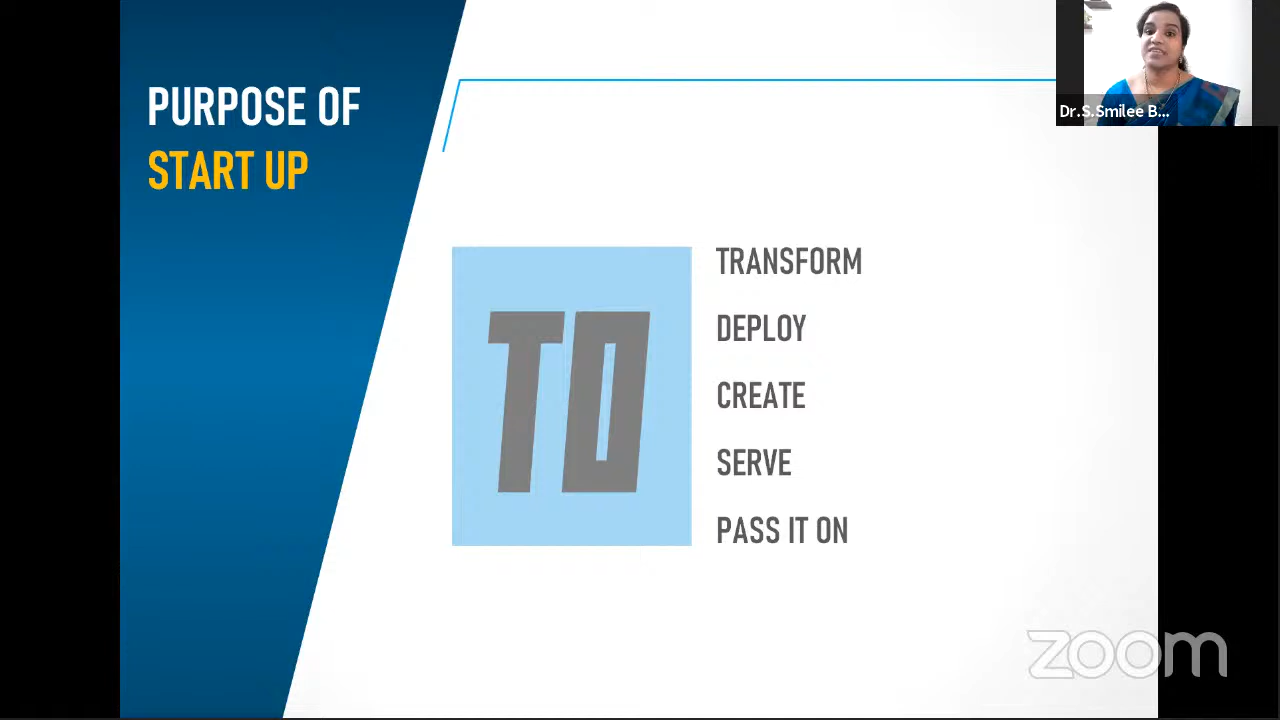 PURPOSE OF
START UP
Dr.S.Smilee B...
TO
TRANSFORM
DEPLOY
CREATE
SERVE
PASS IT ON
zoom